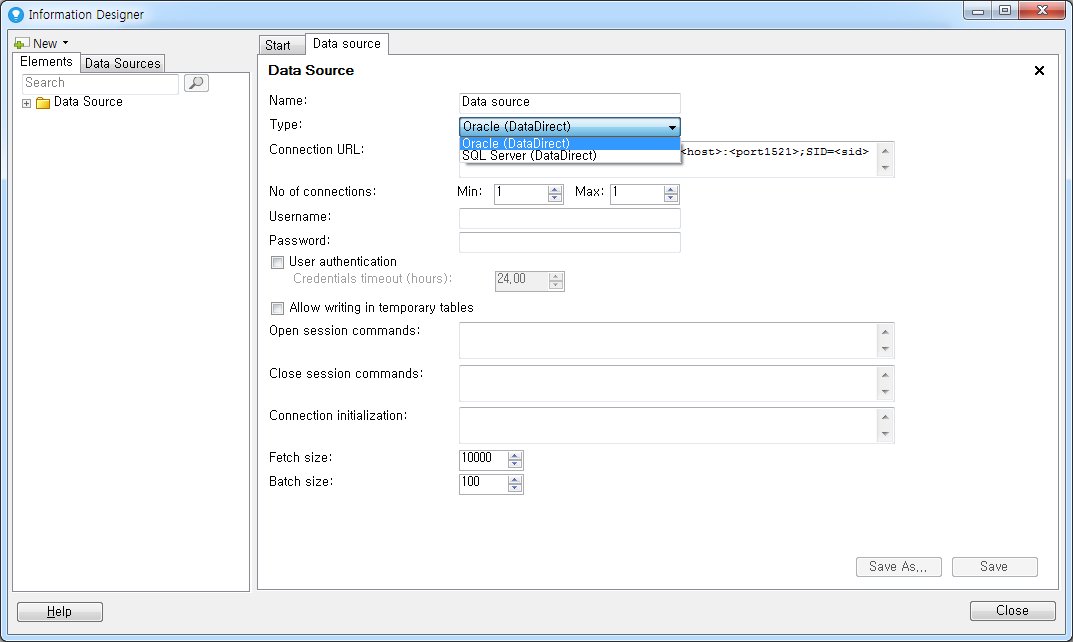 Information Designer
New
Elements
Data Sources
Search
Data Source
Start
Data source
Data Source
Name:
Data source
Type:
Oracle (DataDirect)
Oracle (DataDirect)
SQL Server (DataDirect)
Connection URL:
<host>:<port1521>;SID=<sid>
No of connections:
Min:
1
Max:
1
Username:
Password:
User authentication
Credentials timeout (hours):
24,00
Allow writing in temporary tables
Open session commands:
Close session commands:
Connection initialization:
Fetch size:
10000
Batch size:
100
Save As...
Save
Help
Close